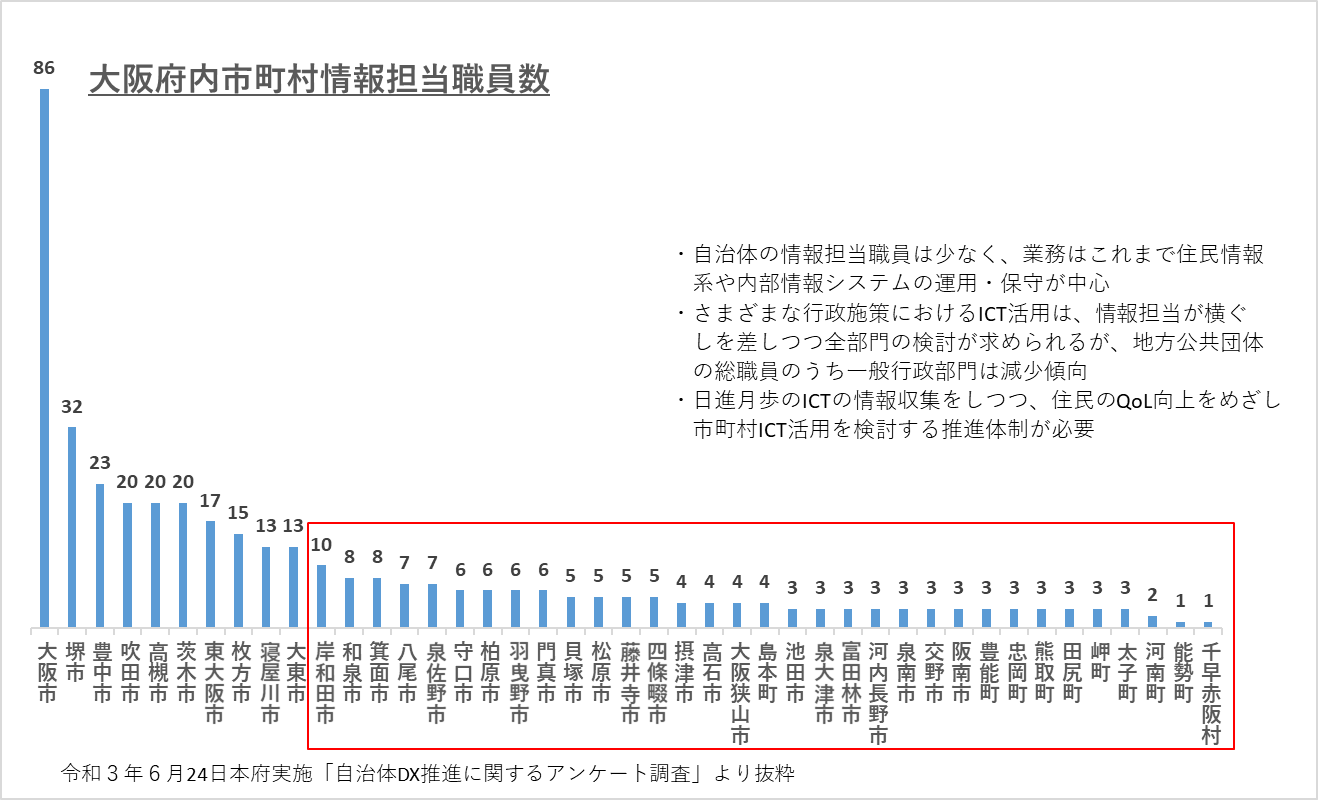 大阪府内市町村情報担当職員数
・自治体の情報担当職員は少なく、業務はこれまで住民情報
系や内部情報システムの運用・保守が中心
・さまざまな行政施策におけるICT活用は、情報担当が横ぐ
しを差しつつ全部門の検討が求められるが、地方公共団体
の総職員のうち一般行政部門は減少傾向
・日進月歩のICTの情報収集をしつつ、住民のQoL向上をめざし
市町村ICT活用を検討する推進体制が必要
86 32 23 20 20 20 17 15 13 13 10 8 8 7 7 6 6 6 6 5 5 5 5 4 4 4 4 3 3 3 3 3 3 3 3 3 3 3 3 3 2 1 1
大阪市
堺市
豊中市
吹田市
高槻市
茨木市
東大阪市
枚方市
寝屋川市
大東市
岸和田市
和泉市
箕面市
八尾市
泉佐野市
守口市
柏原市
羽曳野市
門真市
貝塚市
松原市
藤井寺市
四條畷市
摂津市
高石市
大阪狭山市
島本町
池田市
泉大津市
富田林市
河内長野市
泉南市
交野市
阪南市
豊能町
忠岡町
熊取町
田尻町
岬町
太子町
河南町
能勢町
千早赤阪村
令和３年６月24日本府実施「自治体DX推進に関するアンケート調査」より抜粋